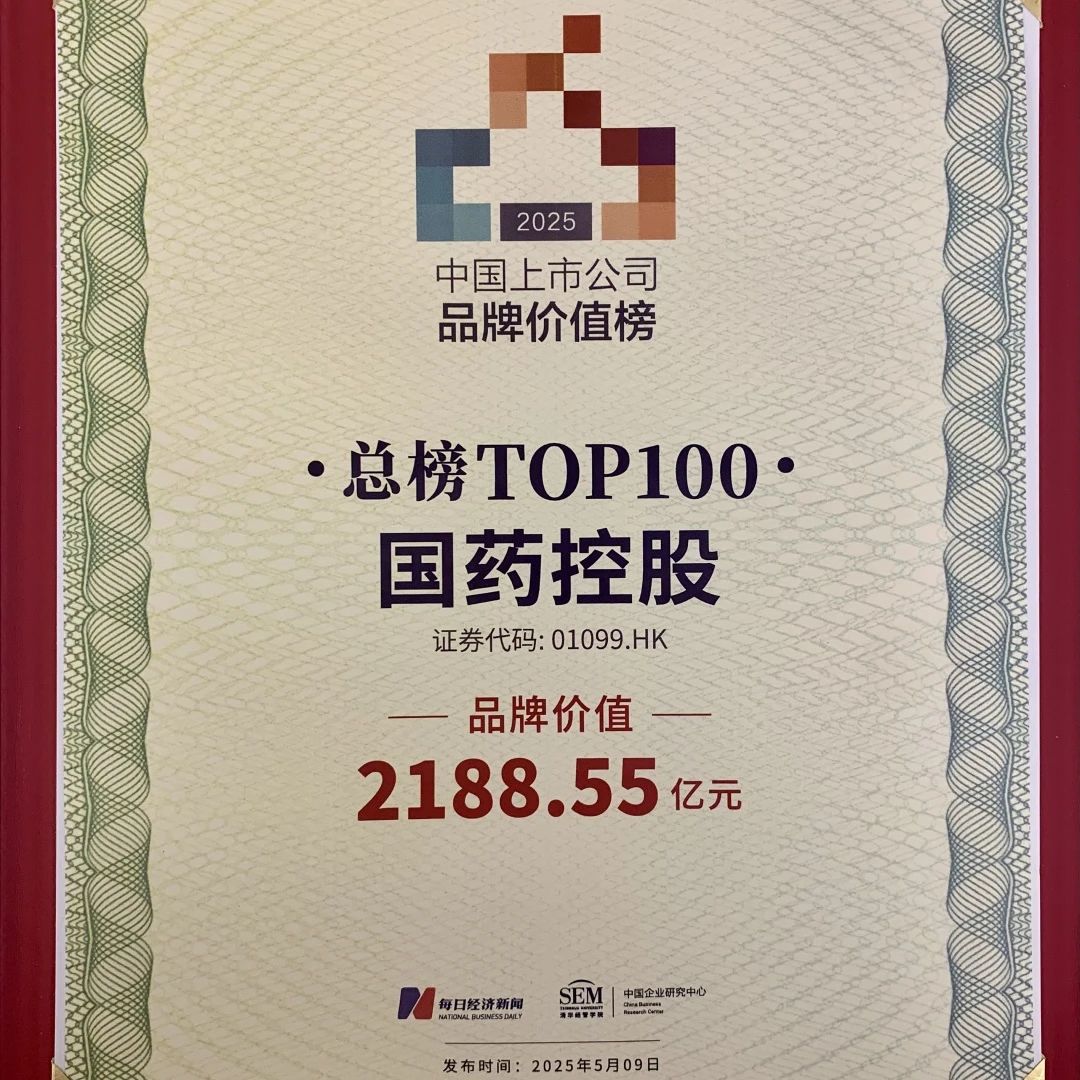 2025
中国上市公司
品牌价值榜
·总榜TOP100·
国药控股
证券代码: 01099.HK
品牌价值
2188.55亿元
每日经济新闻
NATIONAL BUSINESS DAILY
SEM
TSINGHUA UNIVERSITY
清华经管学院
中国企业研究中心
China Business
Research Center
发布时间：2025年5月09日